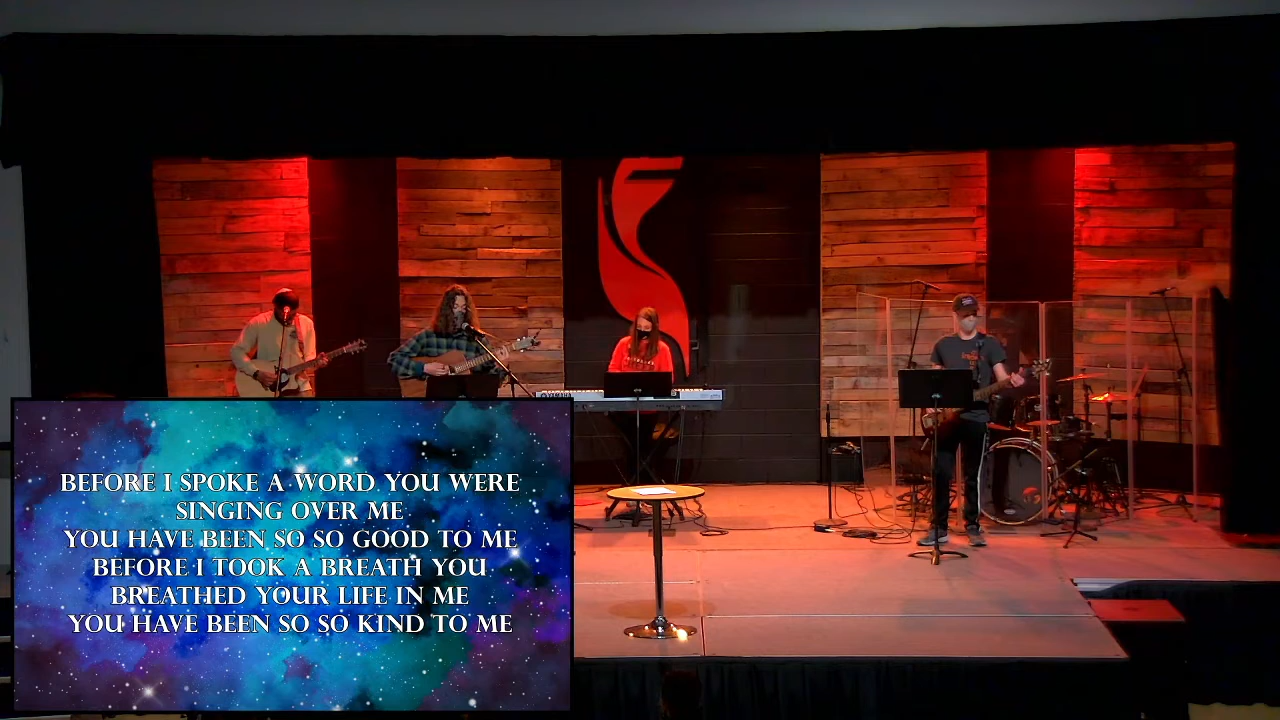 BEFORE I SPOKE A WORD YOU WERE
SINGING OVER ME
YOU HAVE BEEN SO SO GOOD TO ME
BEFORE I TOOK A BREATH YOU
BREATHED YOUR LIFE IN ME
YOU HAVE BEEN SO SO KIND TO ME
YAMAHA